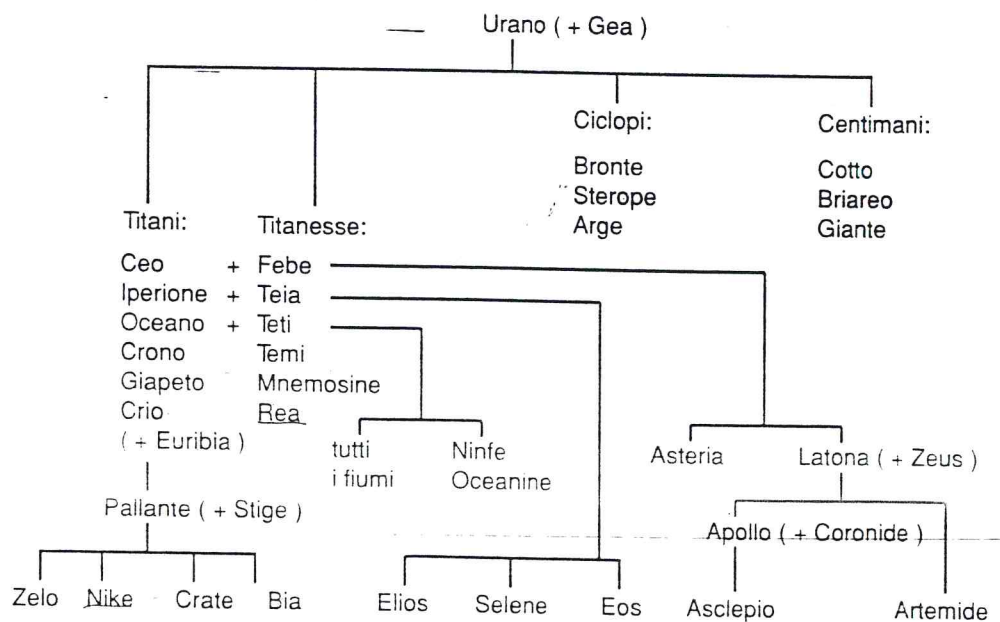 Urano ( + Gea )
Ciclopi:
Bronte
Sterope
Arge
Centimani:
Cotto
Briareo
Giante
Titani:
Titanesse:
Ceo + Febe
Iperione + Teia
Oceano + Teti
Crono Temi
Giapeto Mnemosine
Crio Rea
( + Euribia )
tutti
i fiumi
Ninfe
Oceanine
Asteria
Latona ( + Zeus )
Pallante ( + Stige )
Apollo ( + Coronide )
Zelo Nike Crate Bia
Elios Selene Eos
Asclepio
Artemide